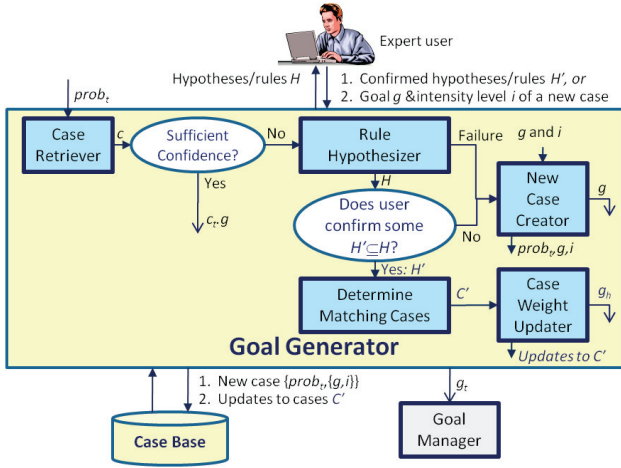 Expert user
Hypotheses/rules H
1. Confirmed hypotheses/rules H', or
2. Goal g &intensity level i of a new case
prob_t
Case
Retriever
c
Sufficient
Confidence?
No
Yes
c_t.g
Rule
Hypothesizer
Failure
g and i
H
New
Case
Creator
g
Does user
confirm some
H'⊆H?
No
prob_t,g,i
Yes: H'
Determine
Matching Cases
C'
Case
Weight
Updater
g_h
Updates to C'
Goal Generator
1. New case {prob_t,{g,i}}
2. Updates to cases C'
g_t
Case Base
Goal
Manager